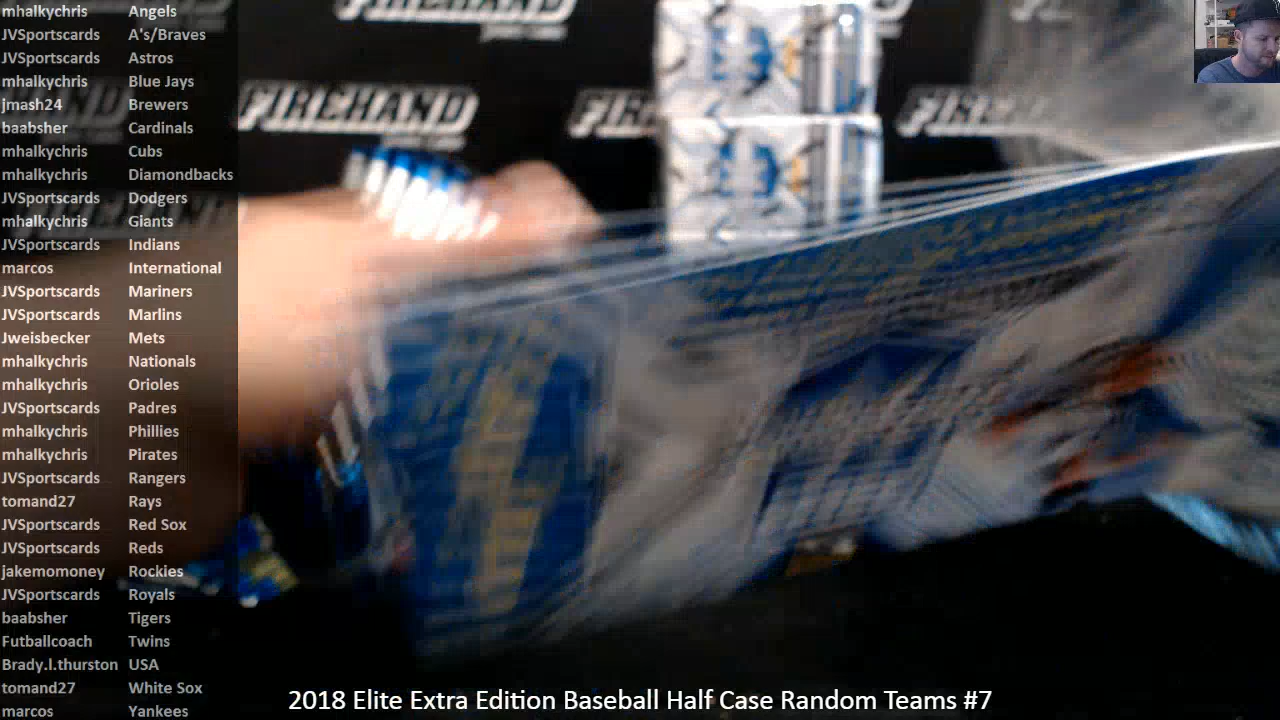 mhalkychris Angels
JVSportscards A's/Braves
JVSportscards Astros
mhalkychris Blue Jays
jmash24 Brewers
baabsher Cardinals
mhalkychris Cubs
mhalkychris Diamondbacks
JVSportscards Dodgers
mhalkychris Giants
JVSportscards Indians
marcos International
JVSportscards Mariners
JVSportscards Marlins
Jweisbecker Mets
mhalkychris Nationals
mhalkychris Orioles
JVSportscards Padres
mhalkychris Phillies
mhalkychris Pirates
JVSportscards Rangers
tomand27 Rays
JVSportscards Red Sox
JVSportscards Reds
jakemomoney Rockies
JVSportscards Royals
baabsher Tigers
Futballcoach Twins
Brady.l.thurston USA
tomand27 White Sox
marcos Yankees
FIREHAND
FIREHAND
2018 Elite Extra Edition Baseball Half Case Random Teams #7